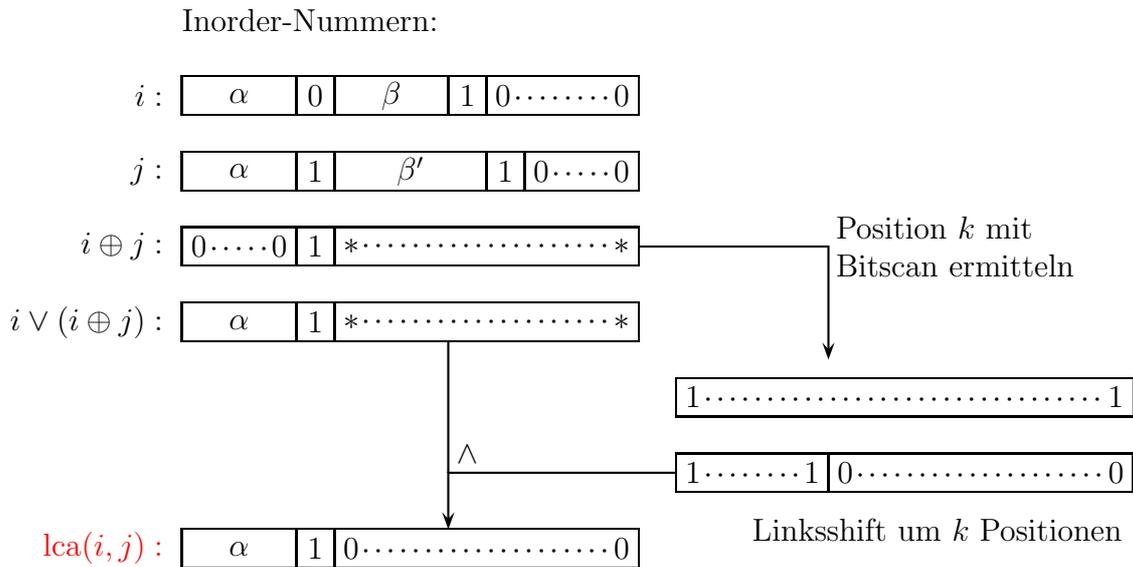 Inorder-Nummern:
i : α 0 β 1 0········0
j : α 1 β′ 1 0·····0
i ⊕ j : 0·····0 1 *····················*
Position k mit
Bitscan ermitteln
i ∨ (i ⊕ j) : α 1 *····················*
1································1
∧
1········1 0·····················0
Linksshift um k Positionen
lca(i, j) : α 1 0····················0